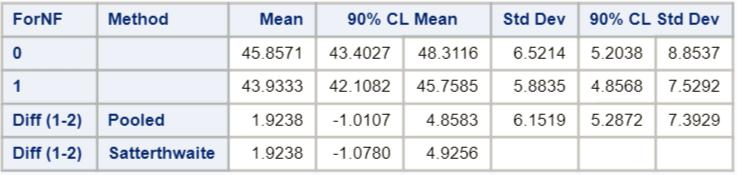 ForNF Method Mean 90% CL Mean Std Dev 90% CL Std Dev
0 45.8571 43.4027 48.3116 6.5214 5.2038 8.8537
1 43.9333 42.1082 45.7585 5.8835 4.8568 7.5292
Diff (1-2) Pooled 1.9238 -1.0107 4.8583 6.1519 5.2872 7.3929
Diff (1-2) Satterthwaite 1.9238 -1.0780 4.9256